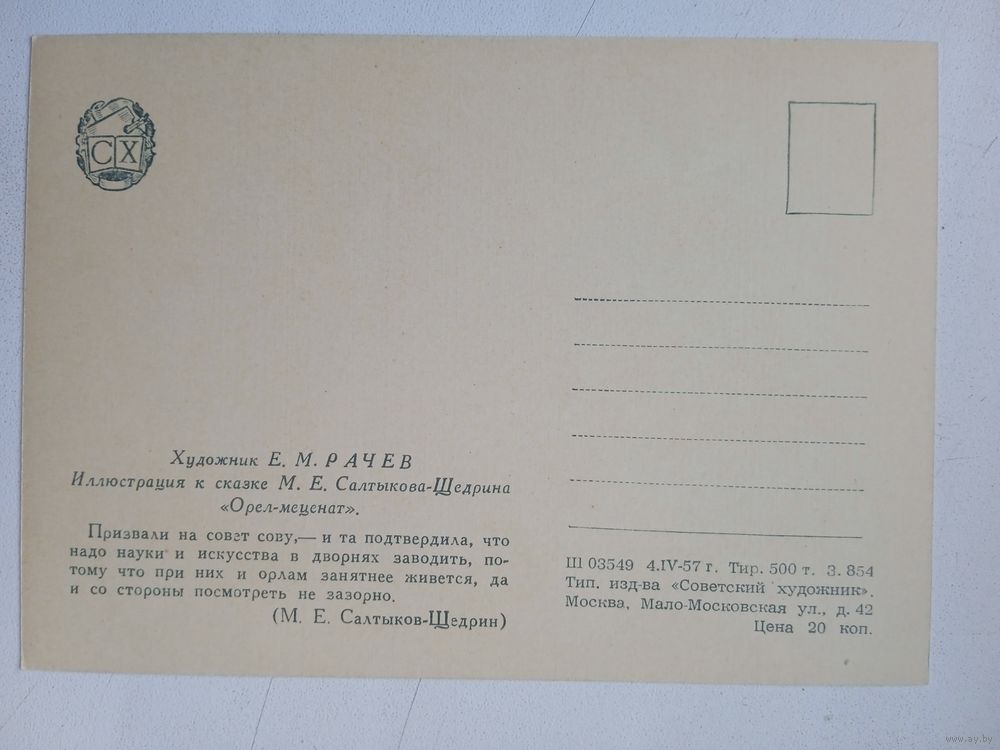 СХ
Художник Е. М. РАЧЕВ
Иллюстрация к сказке М. Е. Салтыкова-Щедрина
«Орел-меценат».
Призвали на совет сову,— и та подтвердила, что
надо науки и искусства в дворнях заводить, по-
тому что при них и орлам занятнее живется, да
и со стороны посмотреть не зазорно.
(М. Е. Салтыков-Щедрин)
Ш 03549 4.IV-57 г. Тир. 500 т. З. 854
Тип. изд-ва «Советский художник».
Москва, Мало-Московская ул., д. 42
Цена 20 коп.
www.ay.by